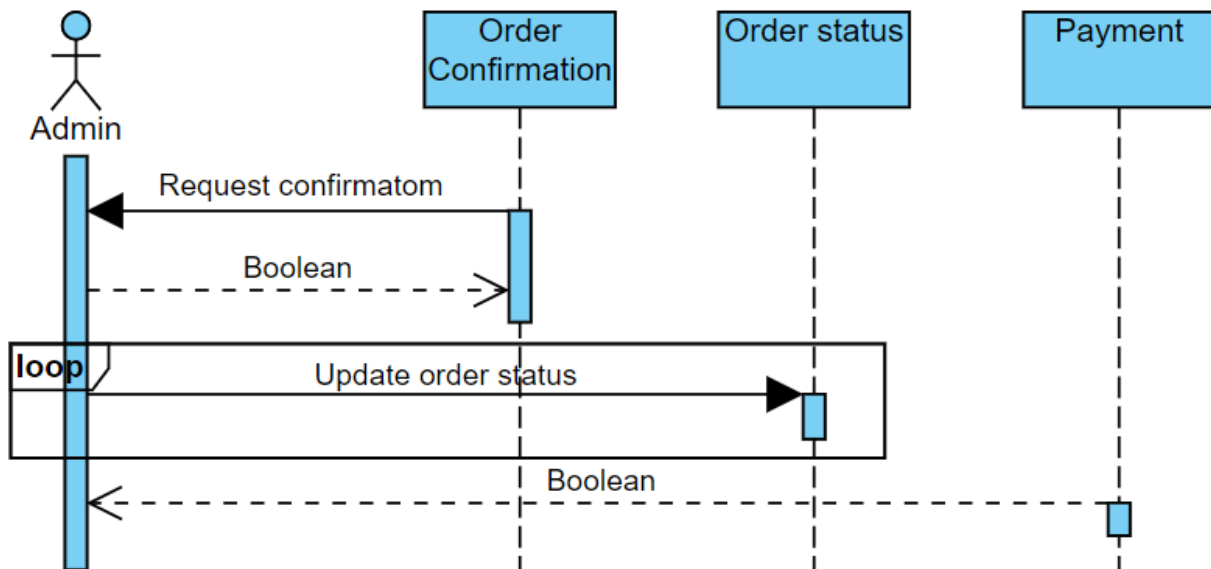 Order
Confirmation
Order status
Payment
Admin
Request confirmatom
Boolean
loop
Update order status
Boolean